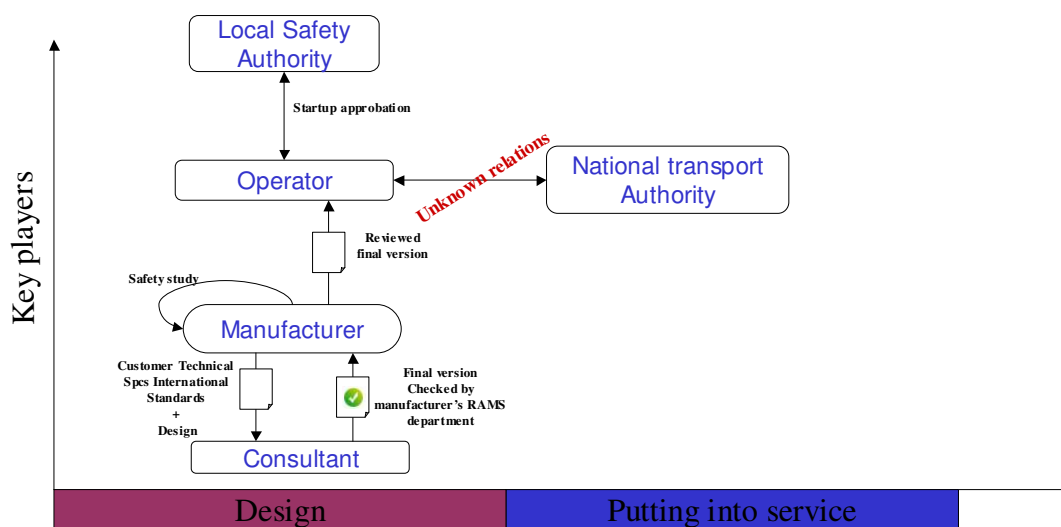 Local Safety
Authority
Startup approbation
Unknown relations
Operator
National transport
Authority
Reviewed
final version
Safety study
Manufacturer
Customer Technical
Spcs International
Standards
+
Design
Final version
Checked by
manufacturer's RAMS
department
Consultant
Key players
Design
Putting into service